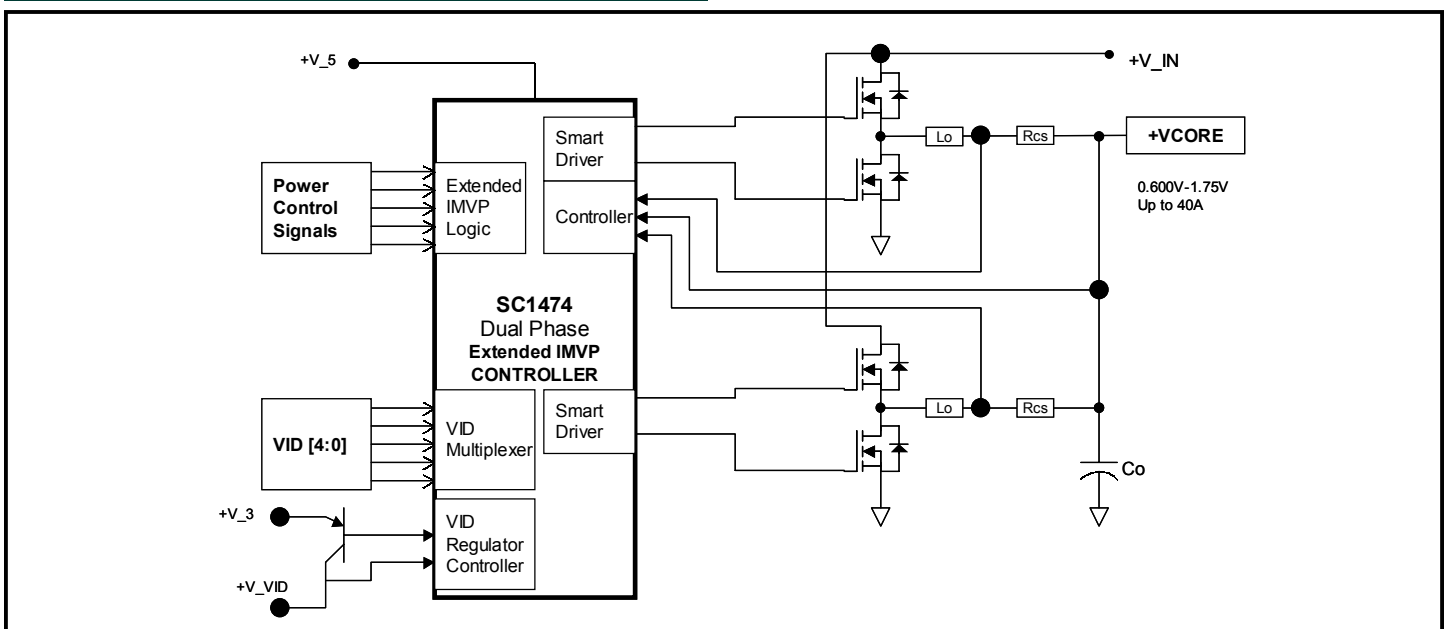 +V_5
+V_IN
Smart
Driver
Lo
Rcs
+VCORE
Power
Control
Signals
Extended
IMVP
Logic
Controller
0.600V-1.75V
Up to 40A
SC1474
Dual Phase
Extended IMVP
CONTROLLER
VID [4:0]
VID
Multiplexer
Smart
Driver
Lo
Rcs
Co
+V_3
VID
Regulator
Controller
+V_VID